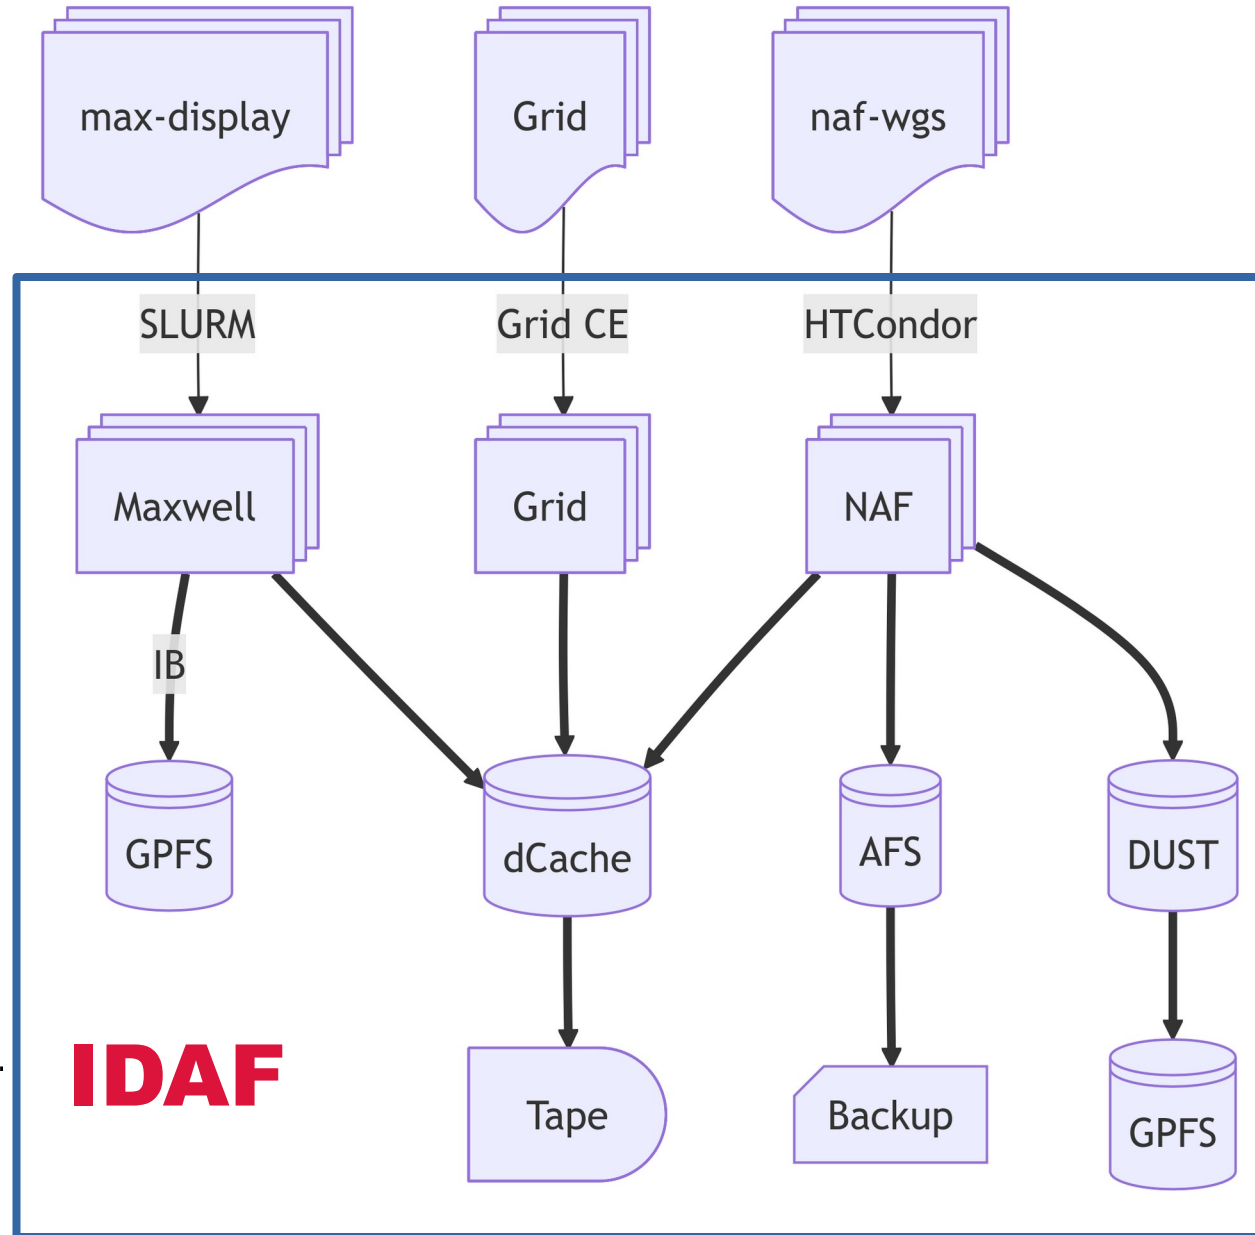 max-display
Grid
naf-wgs
SLURM
Grid CE
HTCondor
Maxwell
Grid
NAF
IB
GPFS
dCache
AFS
DUST
IDAF
Tape
Backup
GPFS